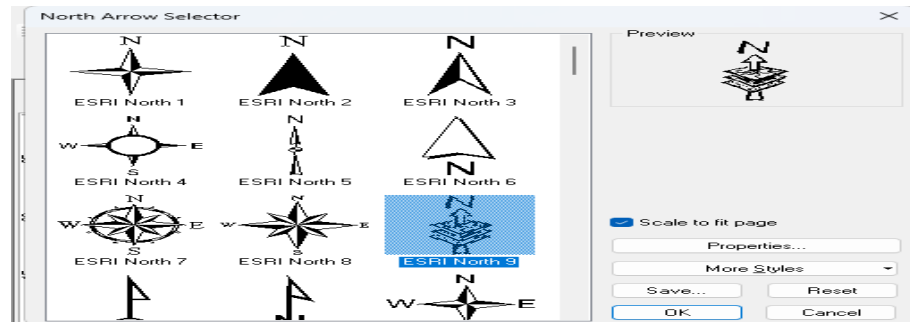 North Arrow Selector
N
N
N
ESRI North 1
ESRI North 2
ESRI North 3
N
W E
S
N
N
ESRI North 4
ESRI North 5
ESRI North 6
N
W E
S
N
W E
S
N
ESRI North 7
ESRI North 8
ESRI North 9
N
W E
Preview
N
Scale to fit page
Properties...
More Styles
Save...
Reset
OK
Cancel